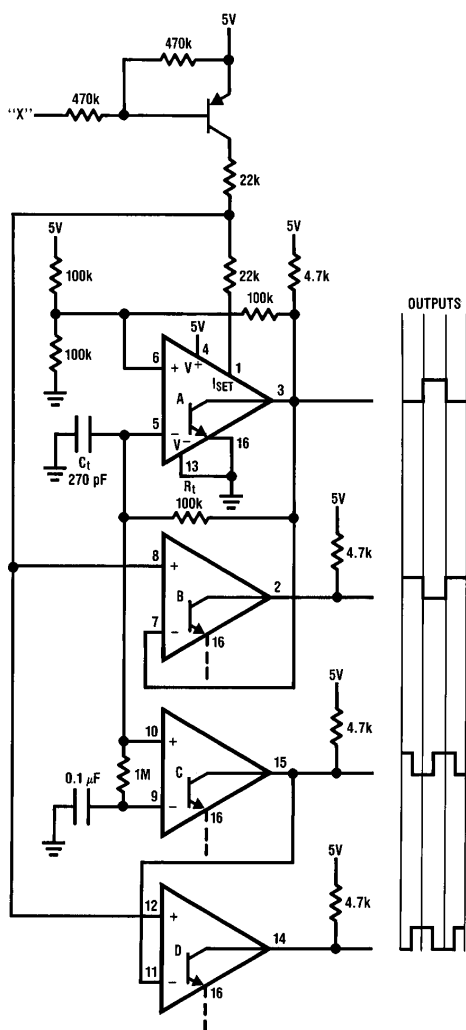 5V
470k
470k
"X"
22k
5V
5V
22k
100k
4.7k
OUTPUTS
100k
5V
100k
4
6
+
V+
1
ISET
3
A
5
−
V−
16
Ct
270 pF
13
Rt
100k
5V
8
+
4.7k
2
B
7
−
16
5V
10
+
4.7k
15
0.1 μF
1M
C
9
−
16
5V
12
+
4.7k
14
D
11
−
16